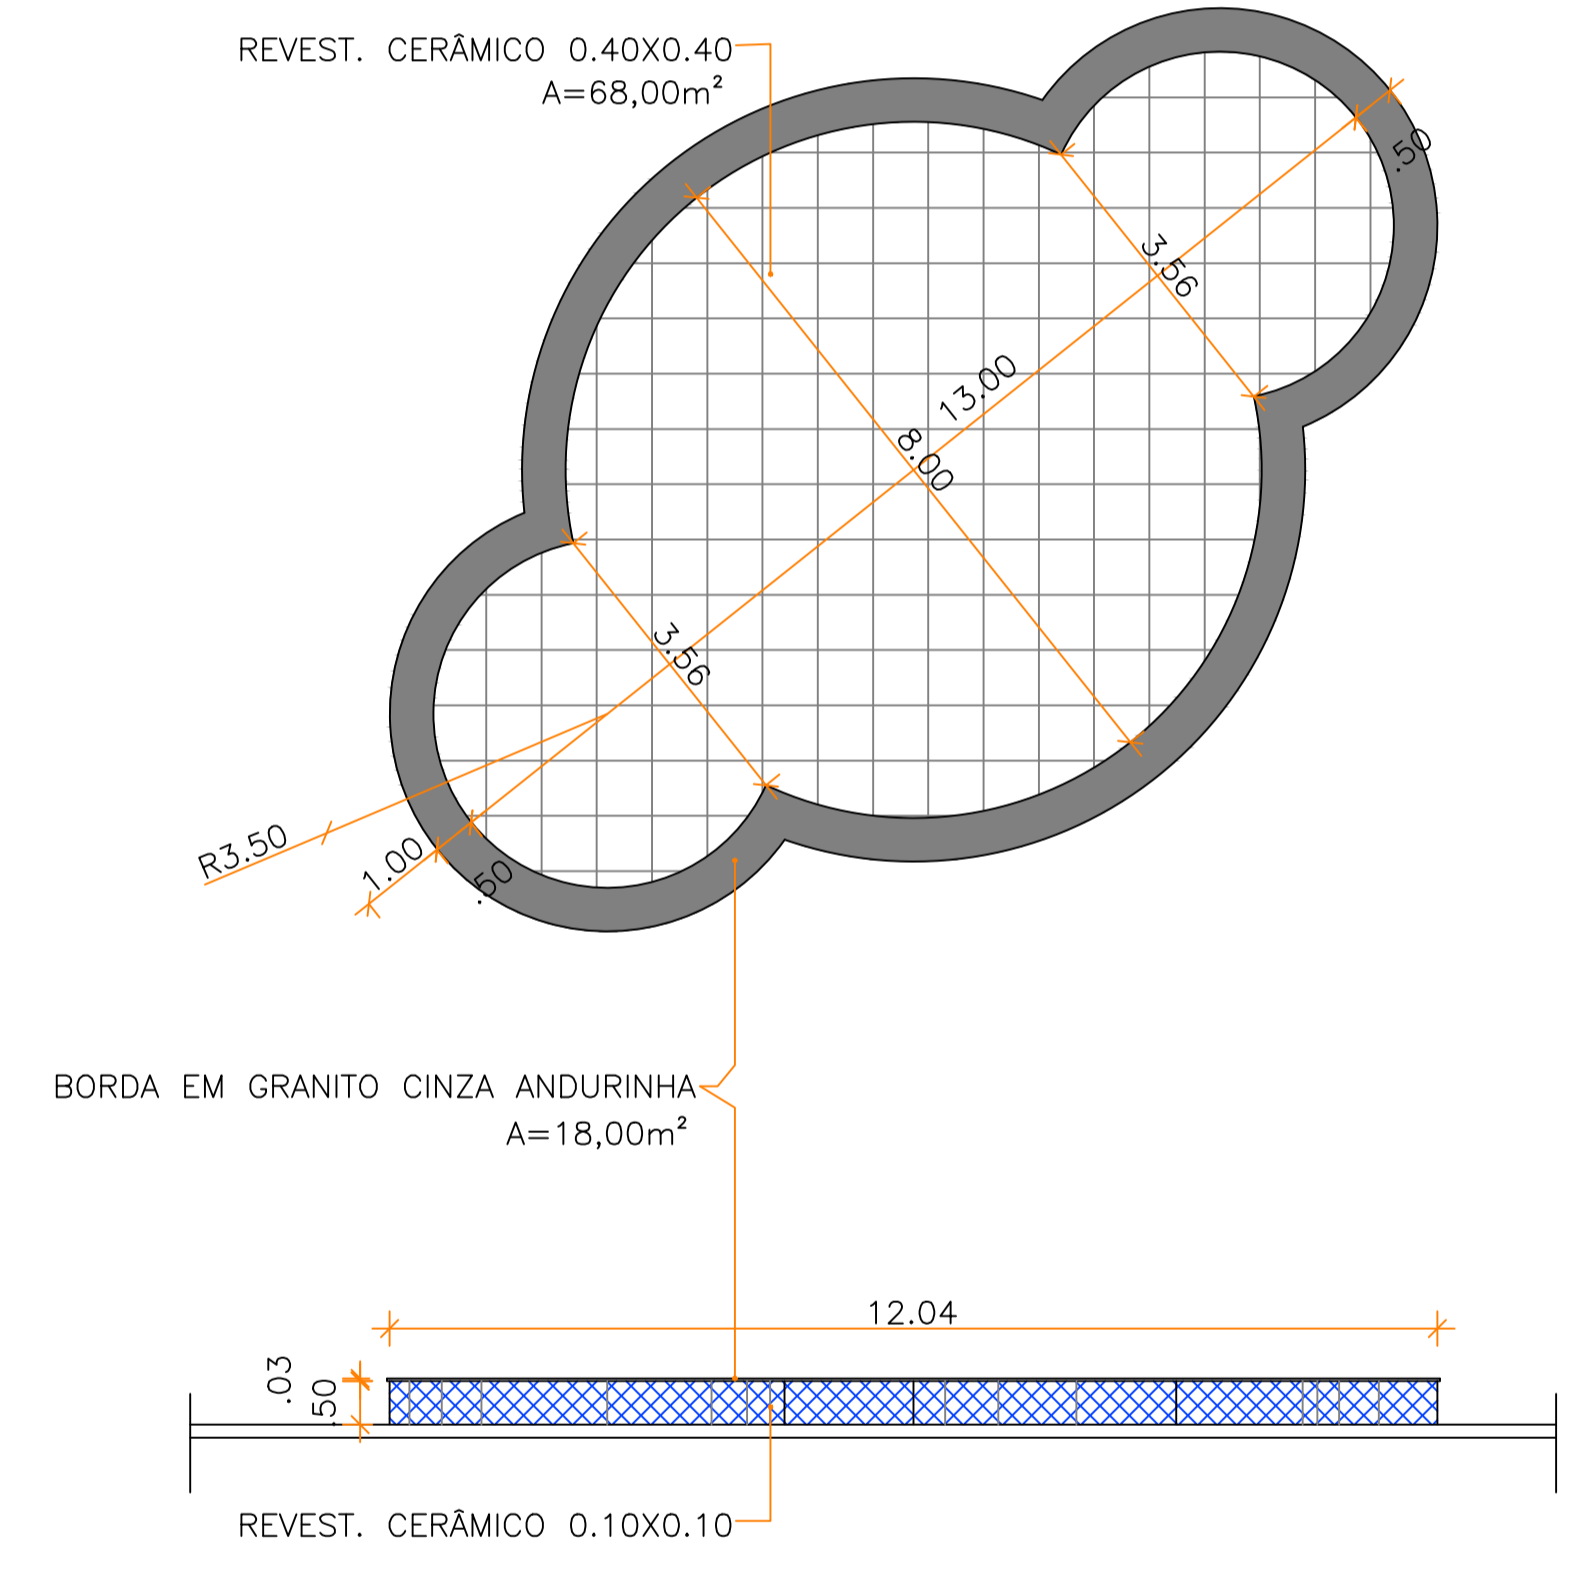 REVEST. CERÂMICO 0.40X0.40
A=68,00m²
.50
3.56
13.00
8.00
3.56
R3.50
1.00
.50
BORDA EM GRANITO CINZA ANDURINHA
A=18,00m²
12.04
.03
.50
REVEST. CERÂMICO 0.10X0.10